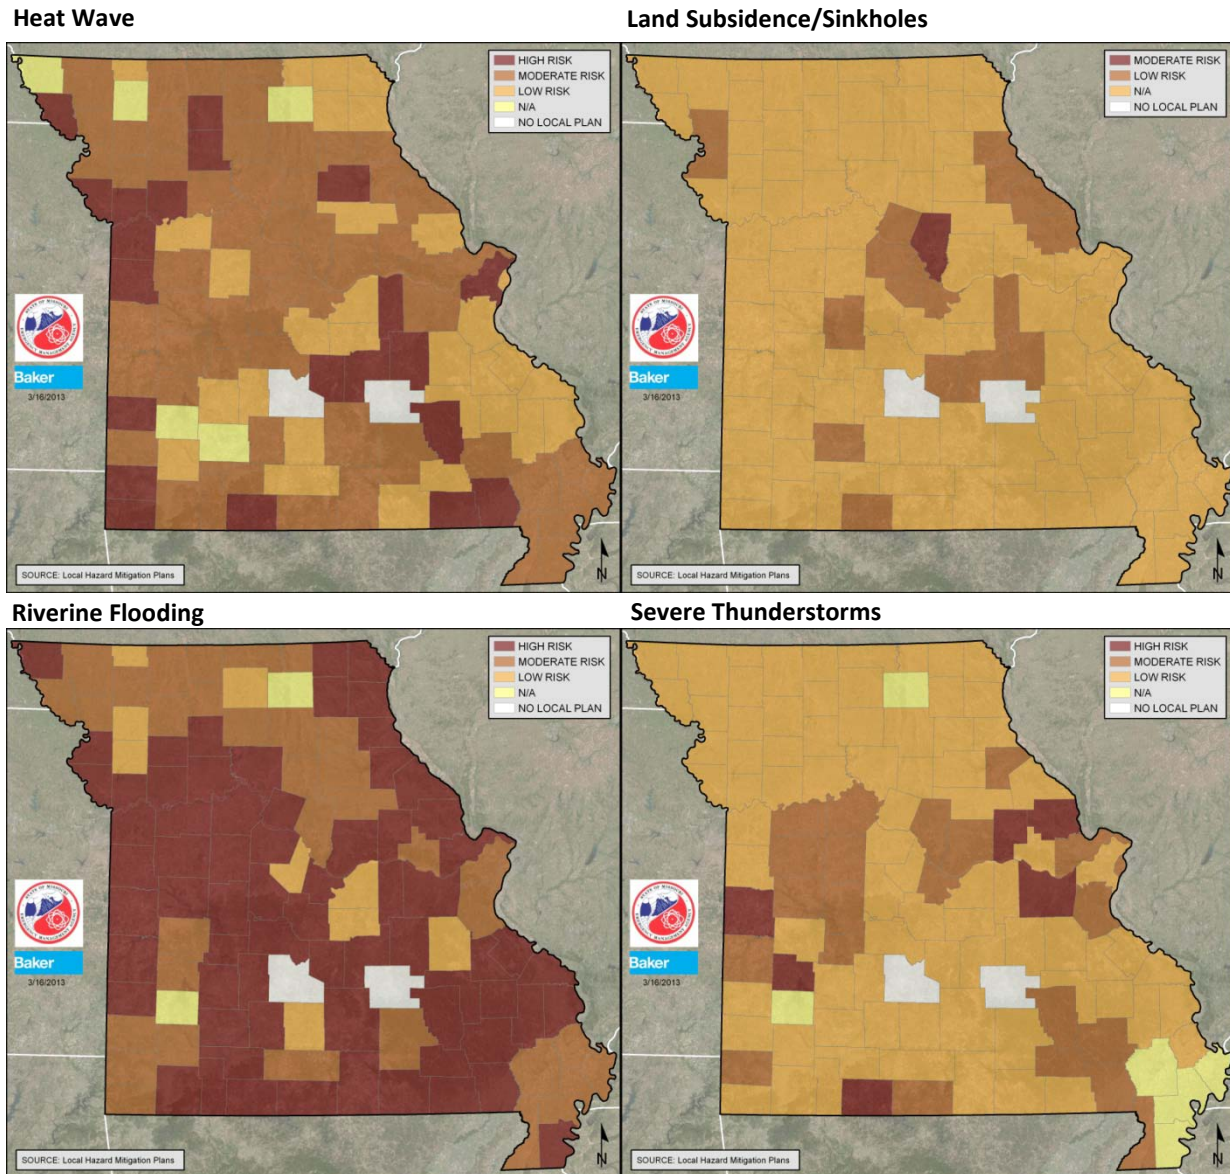 Heat Wave
Land Subsidence/Sinkholes
HIGH RISK
MODERATE RISK
LOW RISK
N/A
NO LOCAL PLAN
MODERATE RISK
LOW RISK
N/A
NO LOCAL PLAN
Baker
3/16/2013
Baker
3/16/2013
SOURCE: Local Hazard Mitigation Plans
N
SOURCE: Local Hazard Mitigation Plans
N
Riverine Flooding
Severe Thunderstorms
HIGH RISK
MODERATE RISK
LOW RISK
N/A
NO LOCAL PLAN
HIGH RISK
MODERATE RISK
LOW RISK
N/A
NO LOCAL PLAN
Baker
3/16/2013
Baker
3/16/2013
SOURCE: Local Hazard Mitigation Plans
N
SOURCE: Local Hazard Mitigation Plans
N